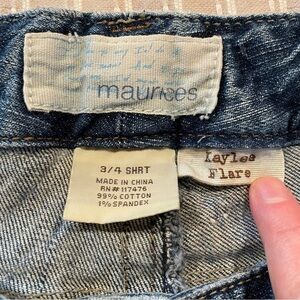 maurices
3/4 SHRT
MADE IN CHINA
RN# 117476
99% COTTON
1% SPANDEX
Kaylee
Flare